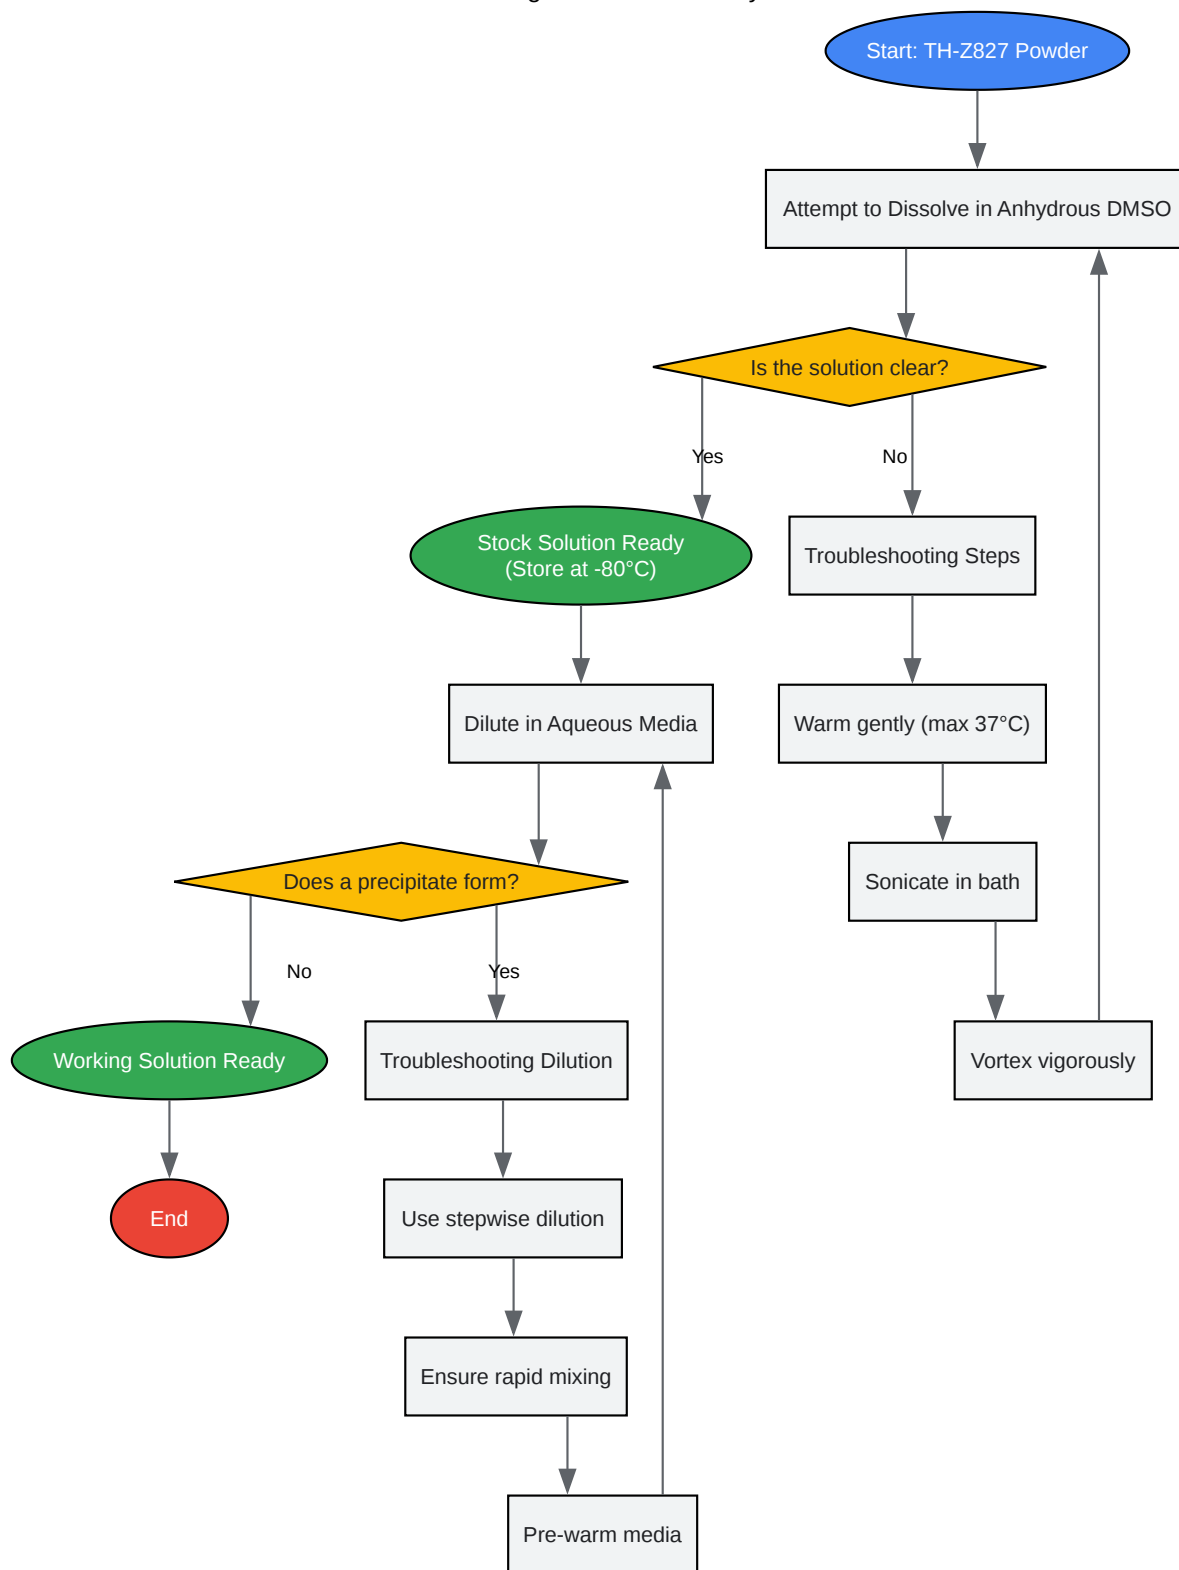 Start: TH-Z827 Powder
Attempt to Dissolve in Anhydrous DMSO
Is the solution clear?
Yes
No
Stock Solution Ready
(Store at -80°C)
Troubleshooting Steps
Dilute in Aqueous Media
Warm gently (max 37°C)
Does a precipitate form?
Sonicate in bath
No
Yes
Working Solution Ready
Troubleshooting Dilution
Vortex vigorously
End
Use stepwise dilution
Ensure rapid mixing
Pre-warm media